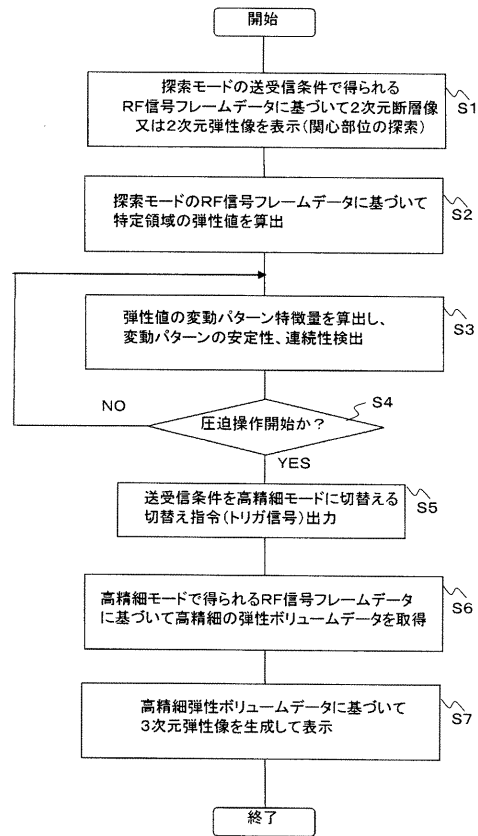 開始
探索モードの送受信条件で得られる
RF信号フレームデータに基づいて2次元断層像
又は2次元弾性像を表示(関心部位の探索)
S1
探索モードのRF信号フレームデータに基づいて
特定領域の弾性値を算出
S2
弾性値の変動パターン特徴量を算出し、
変動パターンの安定性、連続性検出
S3
NO
圧迫操作開始か?
S4
YES
送受信条件を高精細モードに切替える
切替え指令(トリガ信号)出力
S5
高精細モードで得られるRF信号フレームデータ
に基づいて高精細の弾性ボリュームデータを取得
S6
高精細弾性ボリュームデータに基づいて
3次元弾性像を生成して表示
S7
終了